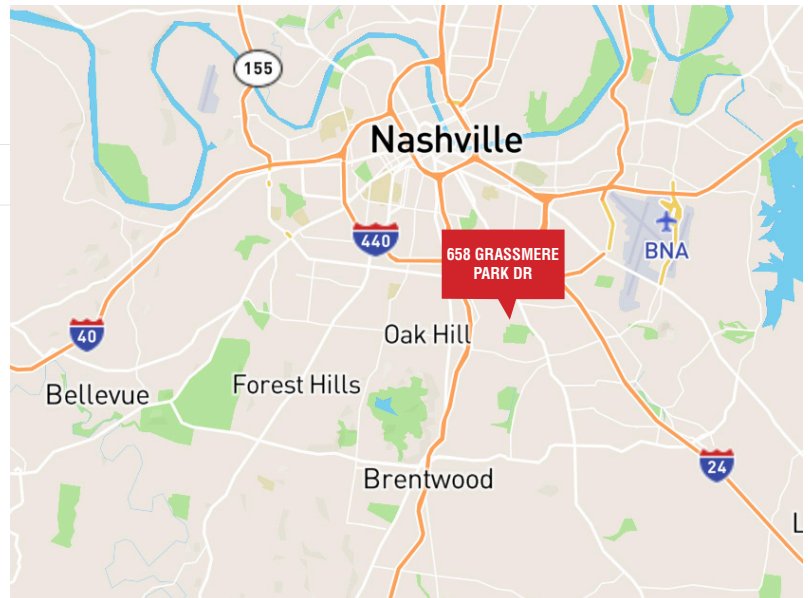 155
Nashville
440
658 GRASSMERE
PARK DR
BNA
40
Oak Hill
Bellevue
Forest Hills
Brentwood
24
L